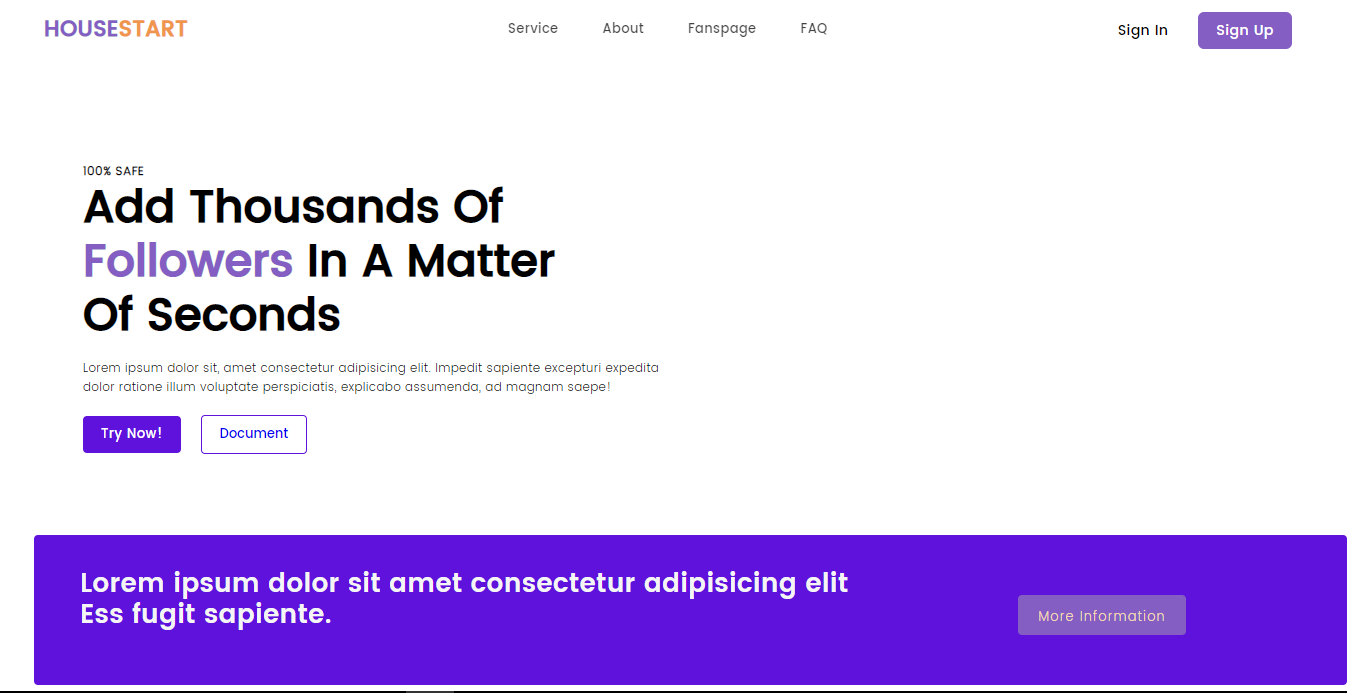 HOUSESTART
Service About Fanspage FAQ
Sign In Sign Up
100% SAFE
Add Thousands Of
Followers In A Matter
Of Seconds
Lorem ipsum dolor sit, amet consectetur adipisicing elit. Impedit sapiente excepturi expedita
dolor ratione illum voluptate perspiciatis, explicabo assumenda, ad magnam saepe!
Try Now! Document
Lorem ipsum dolor sit amet consectetur adipisicing elit
Ess fugit sapiente.
More Information